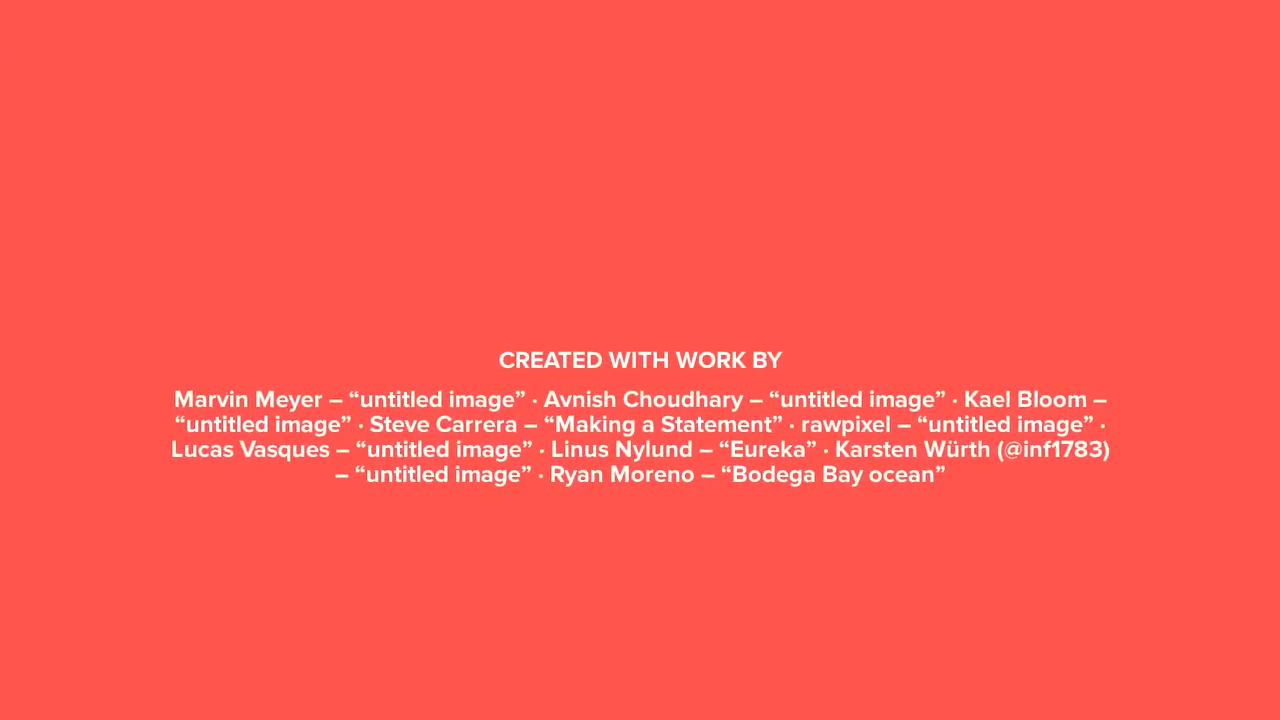 CREATED WITH WORK BY
Marvin Meyer – “untitled image” · Avnish Choudhary – “untitled image” · Kael Bloom –
“untitled image” · Steve Carrera – “Making a Statement” · rawpixel – “untitled image” ·
Lucas Vasques – “untitled image” · Linus Nylund – “Eureka” · Karsten Würth (@inf1783)
– “untitled image” · Ryan Moreno – “Bodega Bay ocean”